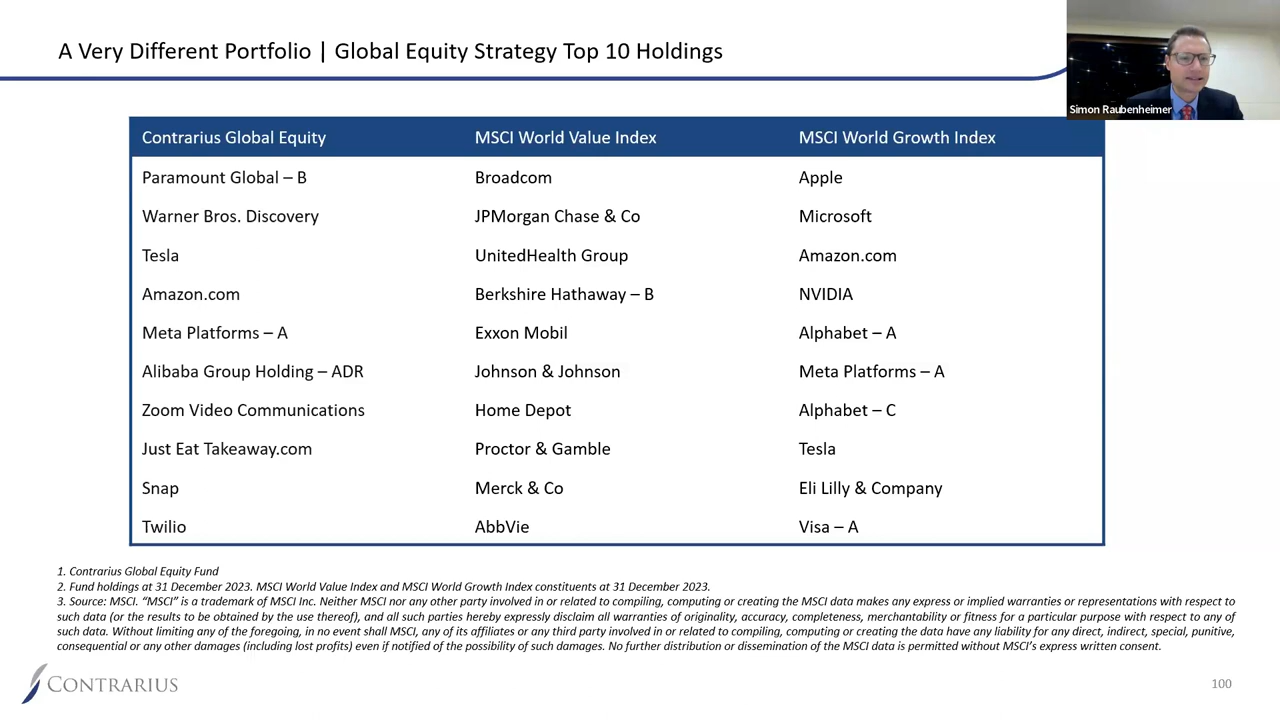 A Very Different Portfolio | Global Equity Strategy Top 10 Holdings
Simon Raubenheimer
Contrarius Global Equity MSCI World Value Index MSCI World Growth Index
Paramount Global – B Broadcom Apple
Warner Bros. Discovery JPMorgan Chase & Co Microsoft
Tesla UnitedHealth Group Amazon.com
Amazon.com Berkshire Hathaway – B NVIDIA
Meta Platforms – A Exxon Mobil Alphabet – A
Alibaba Group Holding – ADR Johnson & Johnson Meta Platforms – A
Zoom Video Communications Home Depot Alphabet – C
Just Eat Takeaway.com Proctor & Gamble Tesla
Snap Merck & Co Eli Lilly & Company
Twilio AbbVie Visa – A
1. Contrarius Global Equity Fund
2. Fund holdings at 31 December 2023. MSCI World Value Index and MSCI World Growth Index constituents at 31 December 2023.
3. Source: MSCI. “MSCI” is a trademark of MSCI Inc. Neither MSCI nor any other party involved in or related to compiling, computing or creating the MSCI data makes any express or implied warranties or representations with respect to
such data (or the results to be obtained by the use thereof), and all such parties hereby expressly disclaim all warranties of originality, accuracy, completeness, merchantability or fitness for a particular purpose with respect to any of
such data. Without limiting any of the foregoing, in no event shall MSCI, any of its affiliates or any third party involved in or related to compiling, computing or creating the data have any liability for any direct, indirect, special, punitive,
consequential or any other damages (including lost profits) even if notified of the possibility of such damages. No further distribution or dissemination of the MSCI data is permitted without MSCI’s express written consent.
CONTRARIUS
100